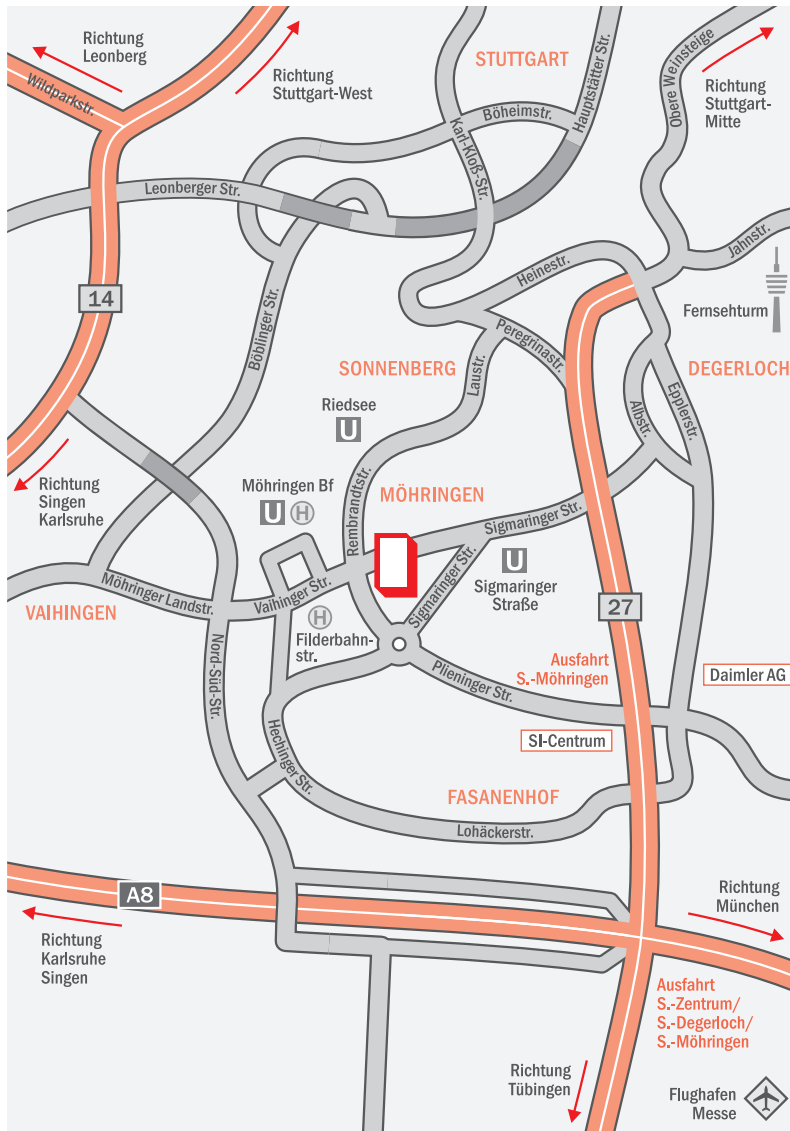 Richtung
Leonberg
Wildparkstr.
Richtung
Stuttgart-West
STUTTGART
Hauptstätter Str.
Böheimstr.
Karl-Kloß-Str.
Obere Weinsteige
Richtung
Stuttgart-
Mitte
Leonberger Str.
Jahnstr.
Heinestr.
14
Fernsehturm
Böblinger Str.
Peregrinastr.
SONNENBERG
DEGERLOCH
Laustr.
Epplerstr.
Albstr.
Riedsee
U
Richtung
Singen
Karlsruhe
Möhringen Bf
U H
Rembrandtstr.
MÖHRINGEN
Sigmaringer Str.
U
Sigmaringer
Straße
Sigmaringer Str.
Möhringer Landstr.
Vaihinger Str.
VAIHINGEN
H
Filderbahn-
str.
27
Nord-Süd-Str.
Plieninger Str.
Ausfahrt
S.-Möhringen
Daimler AG
SI-Centrum
Hechinger Str.
FASANENHOF
Lohäckerstr.
A8
Richtung
München
Richtung
Karlsruhe
Singen
Ausfahrt
S.-Zentrum/
S.-Degerloch/
S.-Möhringen
Richtung
Tübingen
Flughafen
Messe